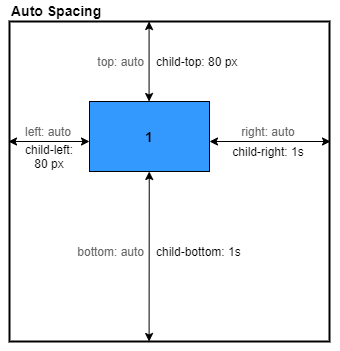 Auto Spacing
top: auto
child-top: 80 px
1
left: auto
child-left:
80 px
right: auto
child-right: 1s
bottom: auto
child-bottom: 1s